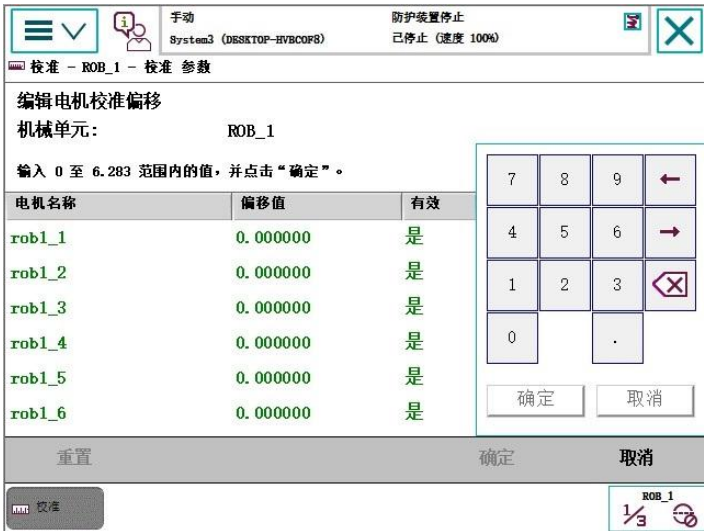 手动
System3 (DESKTOP-HVBCOF8)
防护装置停止
已停止 (速度 100%)
校准 - ROB_1 - 校准 参数
编辑电机校准偏移
机械单元: ROB_1
输入 0 至 6.283 范围内的值,并点击“确定”。
电机名称 偏移值 有效
rob1_1 0.000000 是
rob1_2 0.000000 是
rob1_3 0.000000 是
rob1_4 0.000000 是
rob1_5 0.000000 是
rob1_6 0.000000 是
7 8 9
4 5 6
1 2 3
0 .
确定 取消
重置 确定 取消
校准
ROB_1
1/3